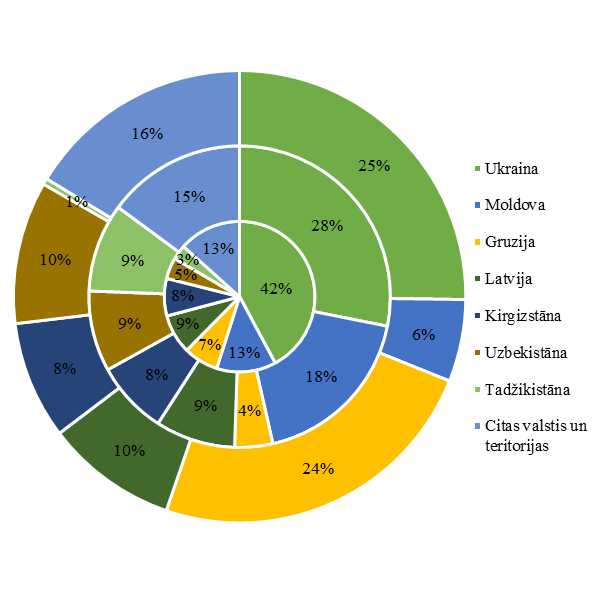 16%
25%
15%
28%
1%
13%
9%
3%
10%
5%
42%
8%
9%
9%
6%
7%
13%
8%
8%
18%
9%
4%
10%
24%
Ukraina
Moldova
Gruzija
Latvija
Kirgizstāna
Uzbekistāna
Tadžikistāna
Citas valstis un
teritorijas